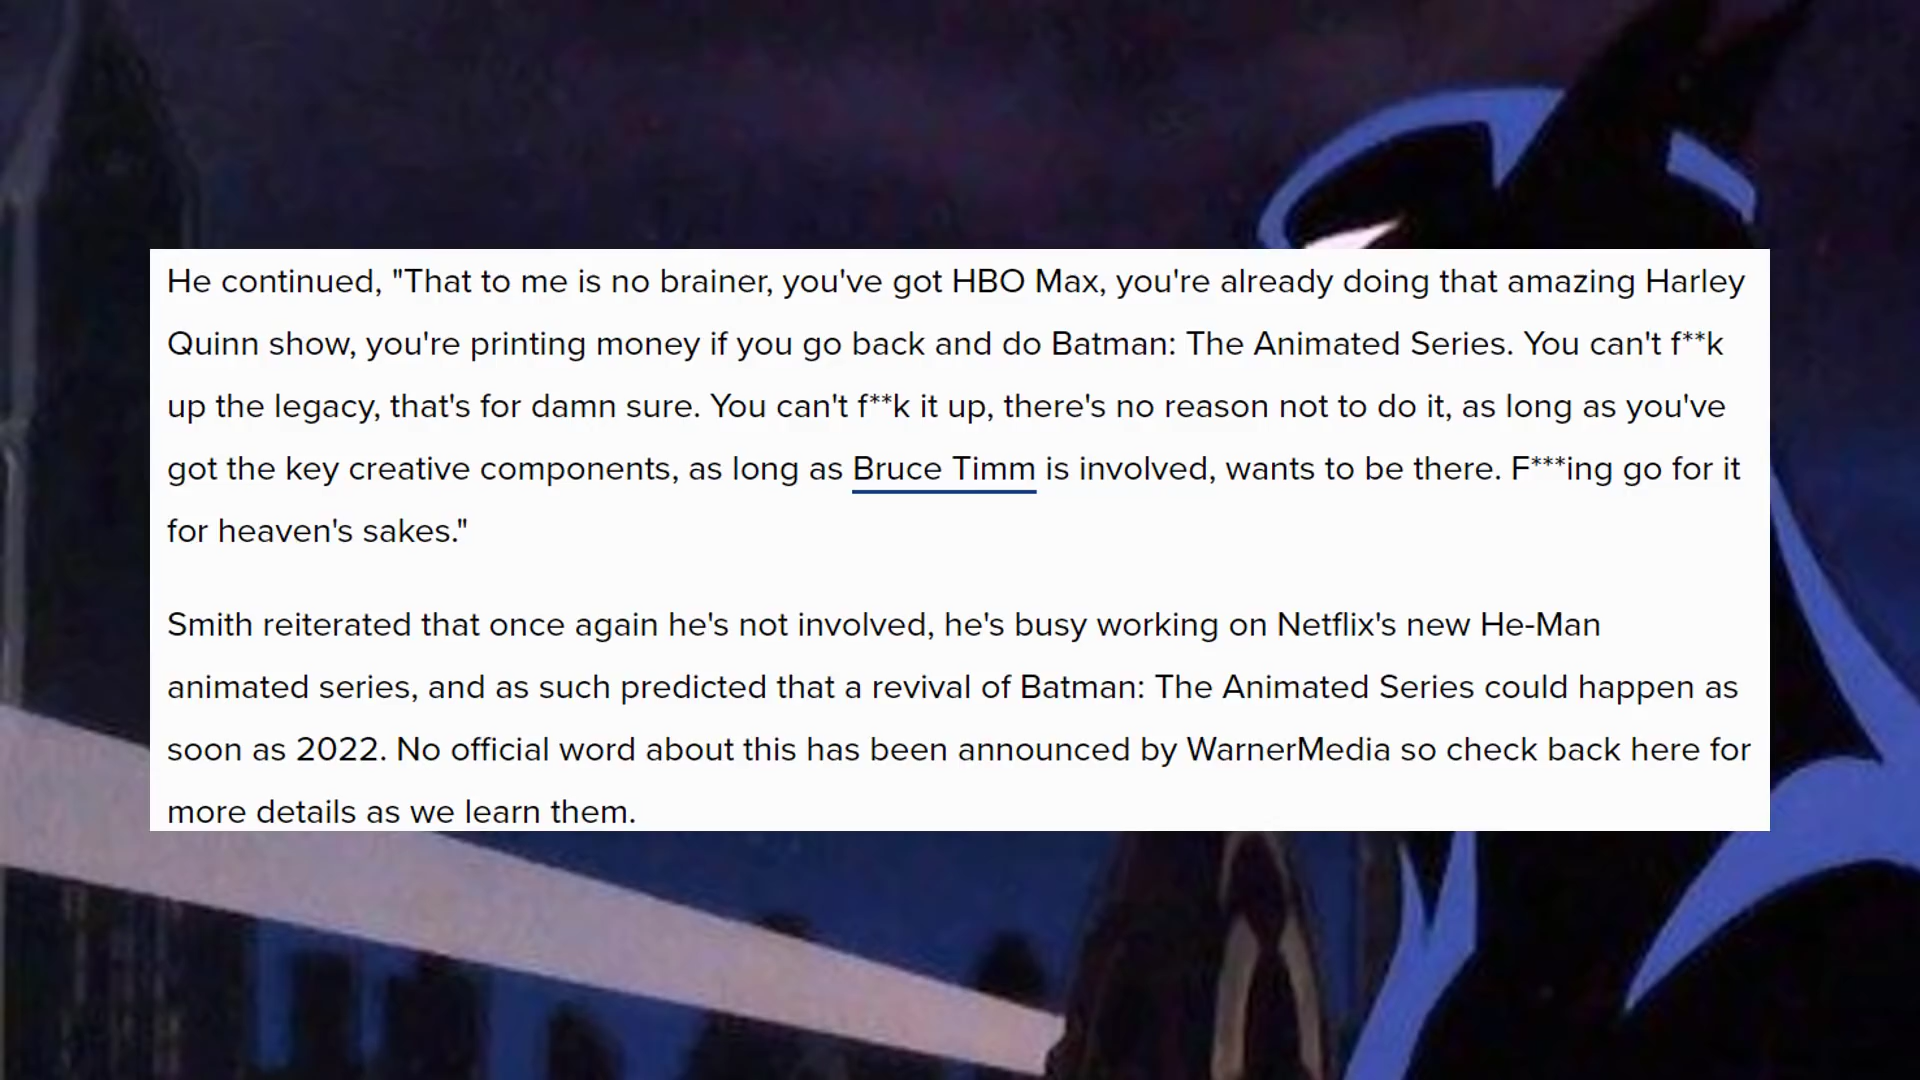 He continued, "That to me is no brainer, you've got HBO Max, you're already doing that amazing Harley
Quinn show, you're printing money if you go back and do Batman: The Animated Series. You can't f**k
up the legacy, that's for damn sure. You can't f**k it up, there's no reason not to do it, as long as you've
got the key creative components, as long as Bruce Timm is involved, wants to be there. F***ing go for it
for heaven's sakes."
Smith reiterated that once again he's not involved, he's busy working on Netflix's new He-Man
animated series, and as such predicted that a revival of Batman: The Animated Series could happen as
soon as 2022. No official word about this has been announced by WarnerMedia so check back here for
more details as we learn them.